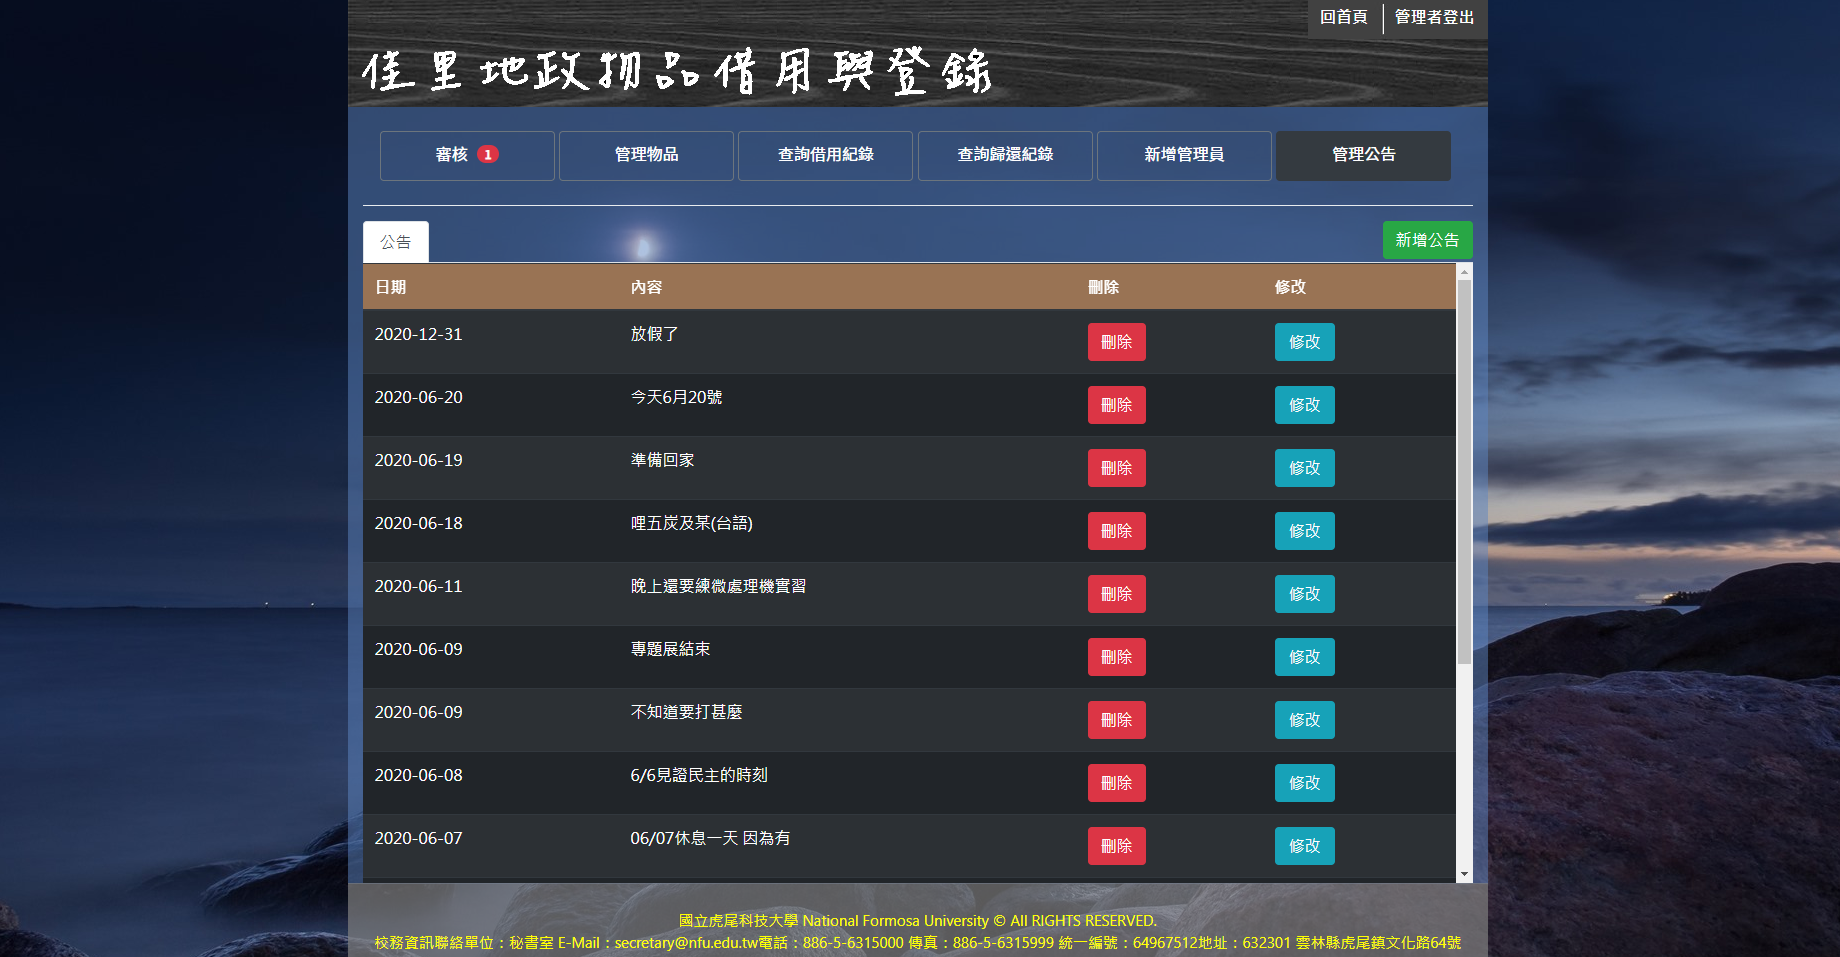 回首頁 管理者登出
佳里地政物品借用與登錄
審核 1 管理物品 查詢借用紀錄 查詢歸還紀錄 新增管理員 管理公告
公告 新增公告
日期 內容 刪除 修改
2020-12-31 放假了 刪除 修改
2020-06-20 今天6月20號 刪除 修改
2020-06-19 準備回家 刪除 修改
2020-06-18 哩五炭及某(台語) 刪除 修改
2020-06-11 晚上還要練微處理機實習 刪除 修改
2020-06-09 專題展結束 刪除 修改
2020-06-09 不知道要打甚麼 刪除 修改
2020-06-08 6/6見證民主的時刻 刪除 修改
2020-06-07 06/07休息一天 因為有 刪除 修改
國立虎尾科技大學 National Formosa University © All RIGHTS RESERVED.
校務資訊聯絡單位：秘書室 E-Mail：secretary@nfu.edu.tw電話：886-5-6315000 傳真：886-5-6315999 統一編號：64967512地址：632301 雲林縣虎尾鎮文化路64號